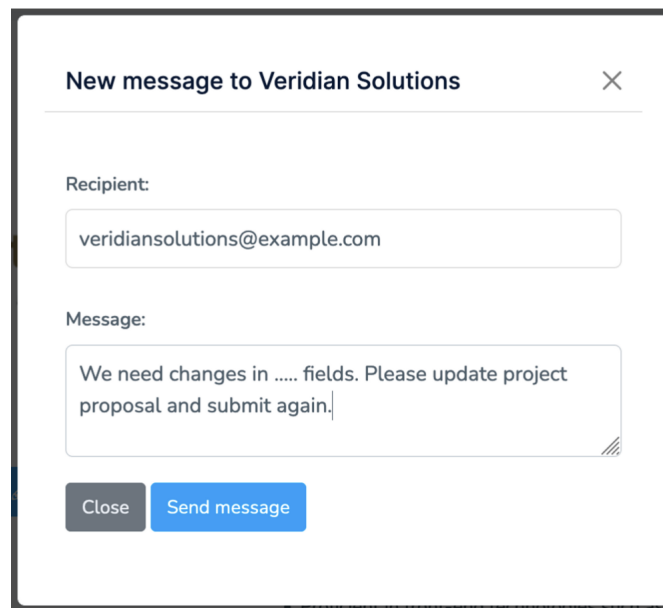 New message to Veridian Solutions
Recipient:
veridiansolutions@example.com
Message:
We need changes in ..... fields. Please update project
proposal and submit again.
Close
Send message